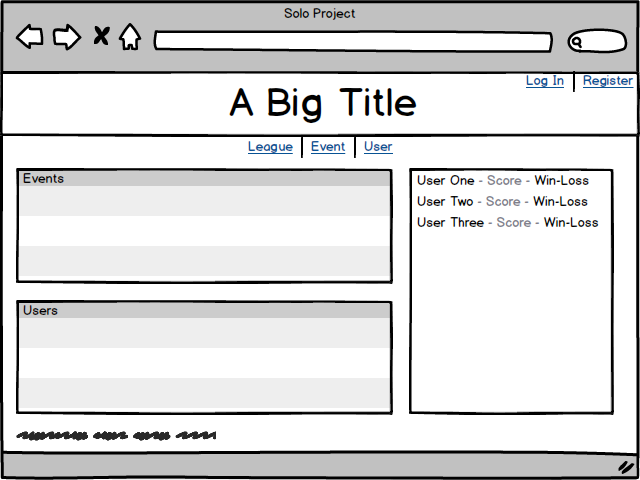 Solo Project
Log In
Register
A Big Title
League
Event
User
Events
Users
User One - Score - Win-Loss
User Two - Score - Win-Loss
User Three - Score - Win-Loss